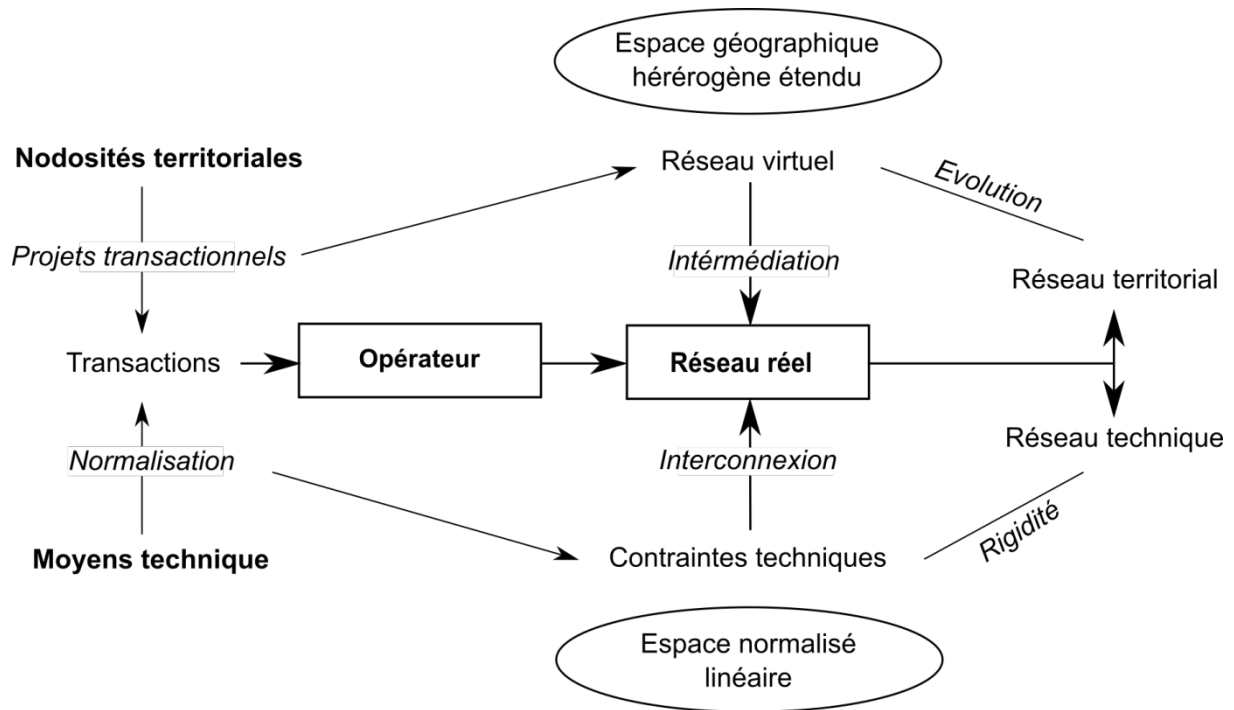 Espace géographique
hérérogène étendu
Nodosités territoriales
Réseau virtuel
Evolution
Projets transactionnels
Intérmédiation
Réseau territorial
Transactions
Opérateur
Réseau réel
Normalisation
Interconnexion
Réseau technique
Moyens technique
Contraintes techniques
Rigidité
Espace normalisé
linéaire